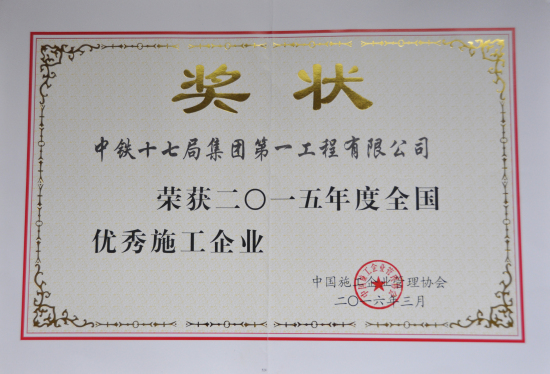 奖状
中铁十七局集团第一工程有限公司
荣获二〇一五年度全国
优秀施工企业
中国施工企业管理协会
二〇一六年三月